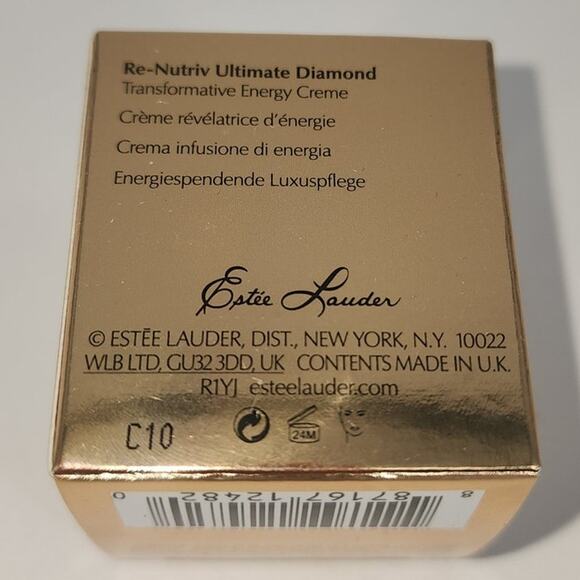 Re-Nutriv Ultimate Diamond
Transformative Energy Creme
Crème révélatrice d'énergie
Crema infusione di energia
Energiespendende Luxuspflege
Estée Lauder
© ESTĒE LAUDER, DIST., NEW YORK, N.Y. 10022
WLB LTD, GU32 3DD, UK CONTENTS MADE IN U.K.
R1YJ esteelauder.com
C10
24M
8 87167 12482 0